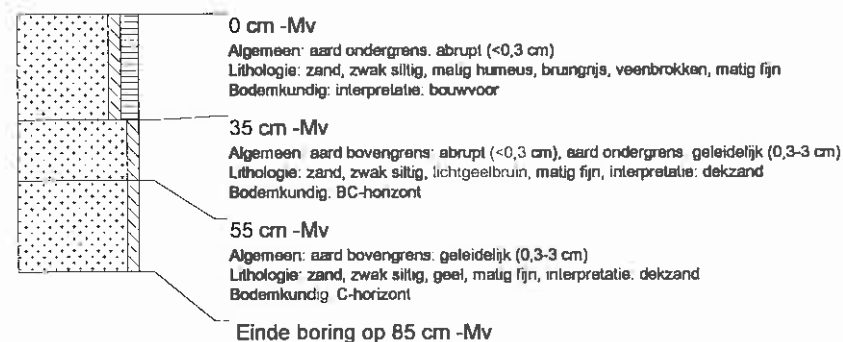 0 cm -Mv
Algemeen: aard ondergrens: abrupt (<0,3 cm)
Lithologie: zand, zwak siltig, matig humeus, bruingrijs, veenbrokken, matig fijn
Bodemkundig: interpretatie: bouwvoor
35 cm -Mv
Algemeen: aard bovengrens: abrupt (<0,3 cm), aard ondergrens: geleidelijk (0,3-3 cm)
Lithologie: zand, zwak siltig, lichtgeelbruin, matig fijn, interpretatie: dekzand
Bodemkundig: BC-horizont
55 cm -Mv
Algemeen: aard bovengrens: geleidelijk (0,3-3 cm)
Lithologie: zand, zwak siltig, geel, matig fijn, interpretatie: dekzand
Bodemkundig: C-horizont
Einde boring op 85 cm -Mv